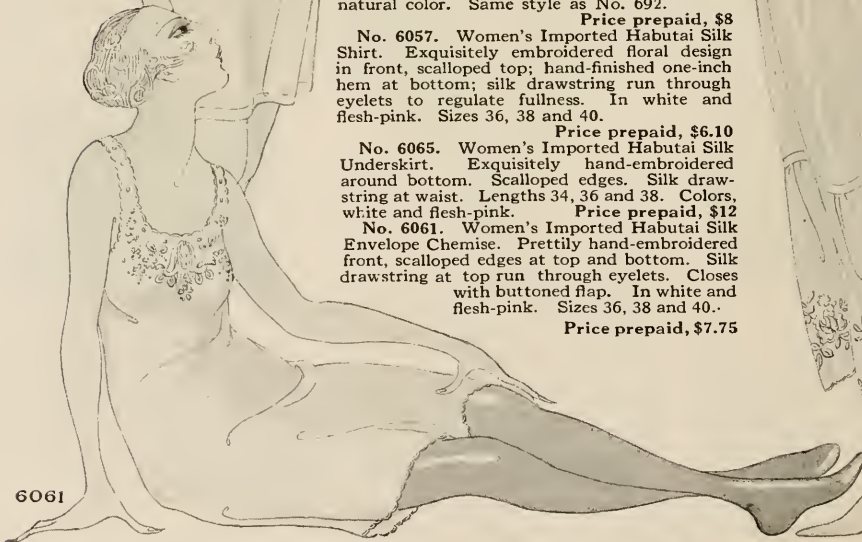 natural color. Same style as No. 692.
Price prepaid, $8
No. 6057. Women's Imported Habutai Silk
Shirt. Exquisitely embroidered floral design
in front, scalloped top; hand-finished one-inch
hem at bottom; silk drawstring run through
eyelets to regulate fullness. In white and
flesh-pink. Sizes 36, 38 and 40.
Price prepaid, $6.10
No. 6065. Women's Imported Habutai Silk
Underskirt. Exquisitely hand-embroidered
around bottom. Scalloped edges. Silk draw-
string at waist. Lengths 34, 36 and 38. Colors,
white and flesh-pink. Price prepaid, $12
No. 6061. Women's Imported Habutai Silk
Envelope Chemise. Prettily hand-embroidered
front, scalloped edges at top and bottom. Silk
drawstring at top run through eyelets. Closes
with buttoned flap. In white and
flesh-pink. Sizes 36, 38 and 40.
Price prepaid, $7.75
6061